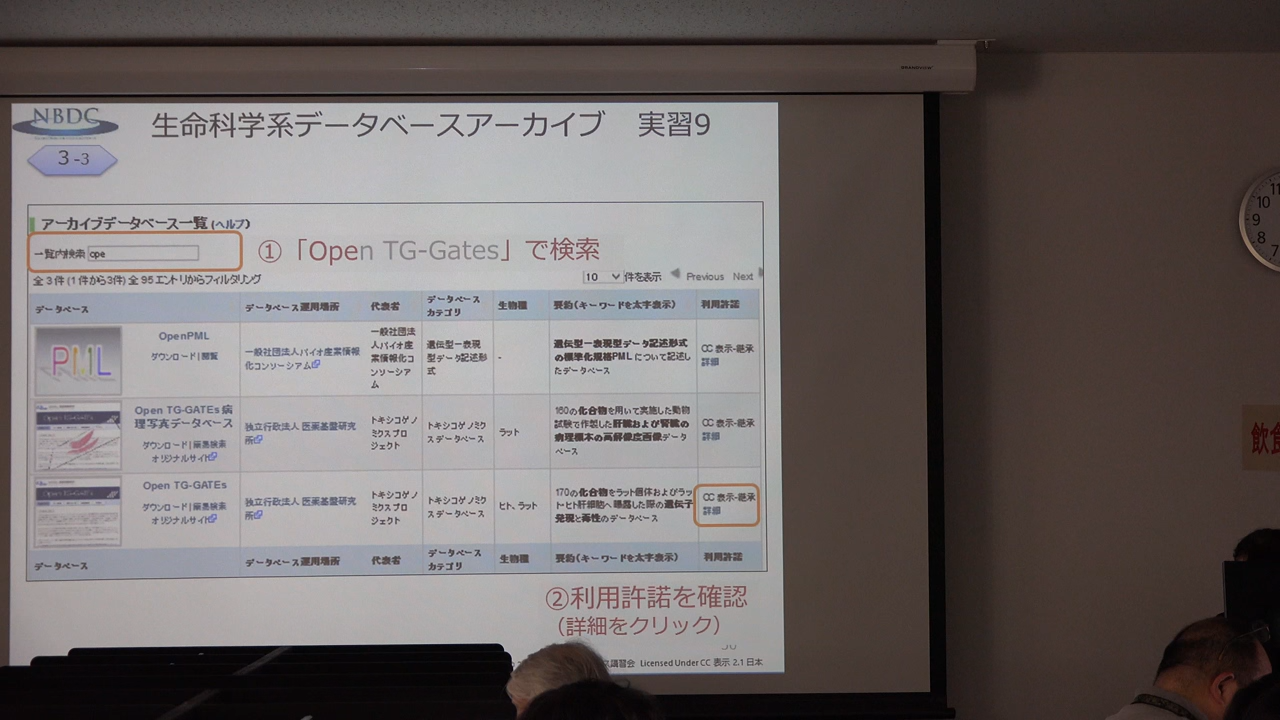 NBDC
生命科学系データベースアーカイブ 実習9
3-3
アーカイブデータベース一覧 (ヘルプ)
一覧内検索 ope
①「Open TG-Gates」で検索
全 3 件 (1 件から3件) 全 95 エントリからフィルタリング
10 件を表示 Previous Next
データベース
データベース運用場所
代表者
データベース
カテゴリ
生物種
要約(キーワードを太字表示)
利用許諾
PML
OpenPML
ダウンロード | 閲覧
一般社団法人バイオ産業情報
化コンソーシアム
一般社団法
人バイオ産
業情報化コ
ンソーシア
ム
遺伝型－表現
型データ記述形
式
-
遺伝型－表現型データ記述形式
の標準化規格PML について記述し
たデータベース
CC 表示-継承
詳細
Open TG-GATEs 病
理写真データベース
ダウンロード | 簡易検索
オリジナルサイト
独立行政法人 医薬基盤研究
所
トキシコゲノ
ミクスプロ
ジェクト
トキシコゲノミク
スデータベース
ラット
160の化合物を用いて実施した動物
試験で作製した肝臓および腎臓の
病理標本の高解像度画像データ
ベース
CC 表示-継承
詳細
Open TG-GATEs
ダウンロード | 簡易検索
オリジナルサイト
独立行政法人 医薬基盤研究
所
トキシコゲノ
ミクスプロ
ジェクト
トキシコゲノミク
スデータベース
ヒト、ラット
170の化合物をラット個体およびラッ
ト・ヒト肝細胞へ曝露した際の遺伝子
発現と毒性のデータベース
CC 表示-継承
詳細
データベース
データベース運用場所
代表者
データベース
カテゴリ
生物種
要約(キーワードを太字表示)
利用許諾
②利用許諾を確認
(詳細をクリック)
講習会 Licensed Under CC 表示 2.1 日本
11
10
9
8
7
飲食